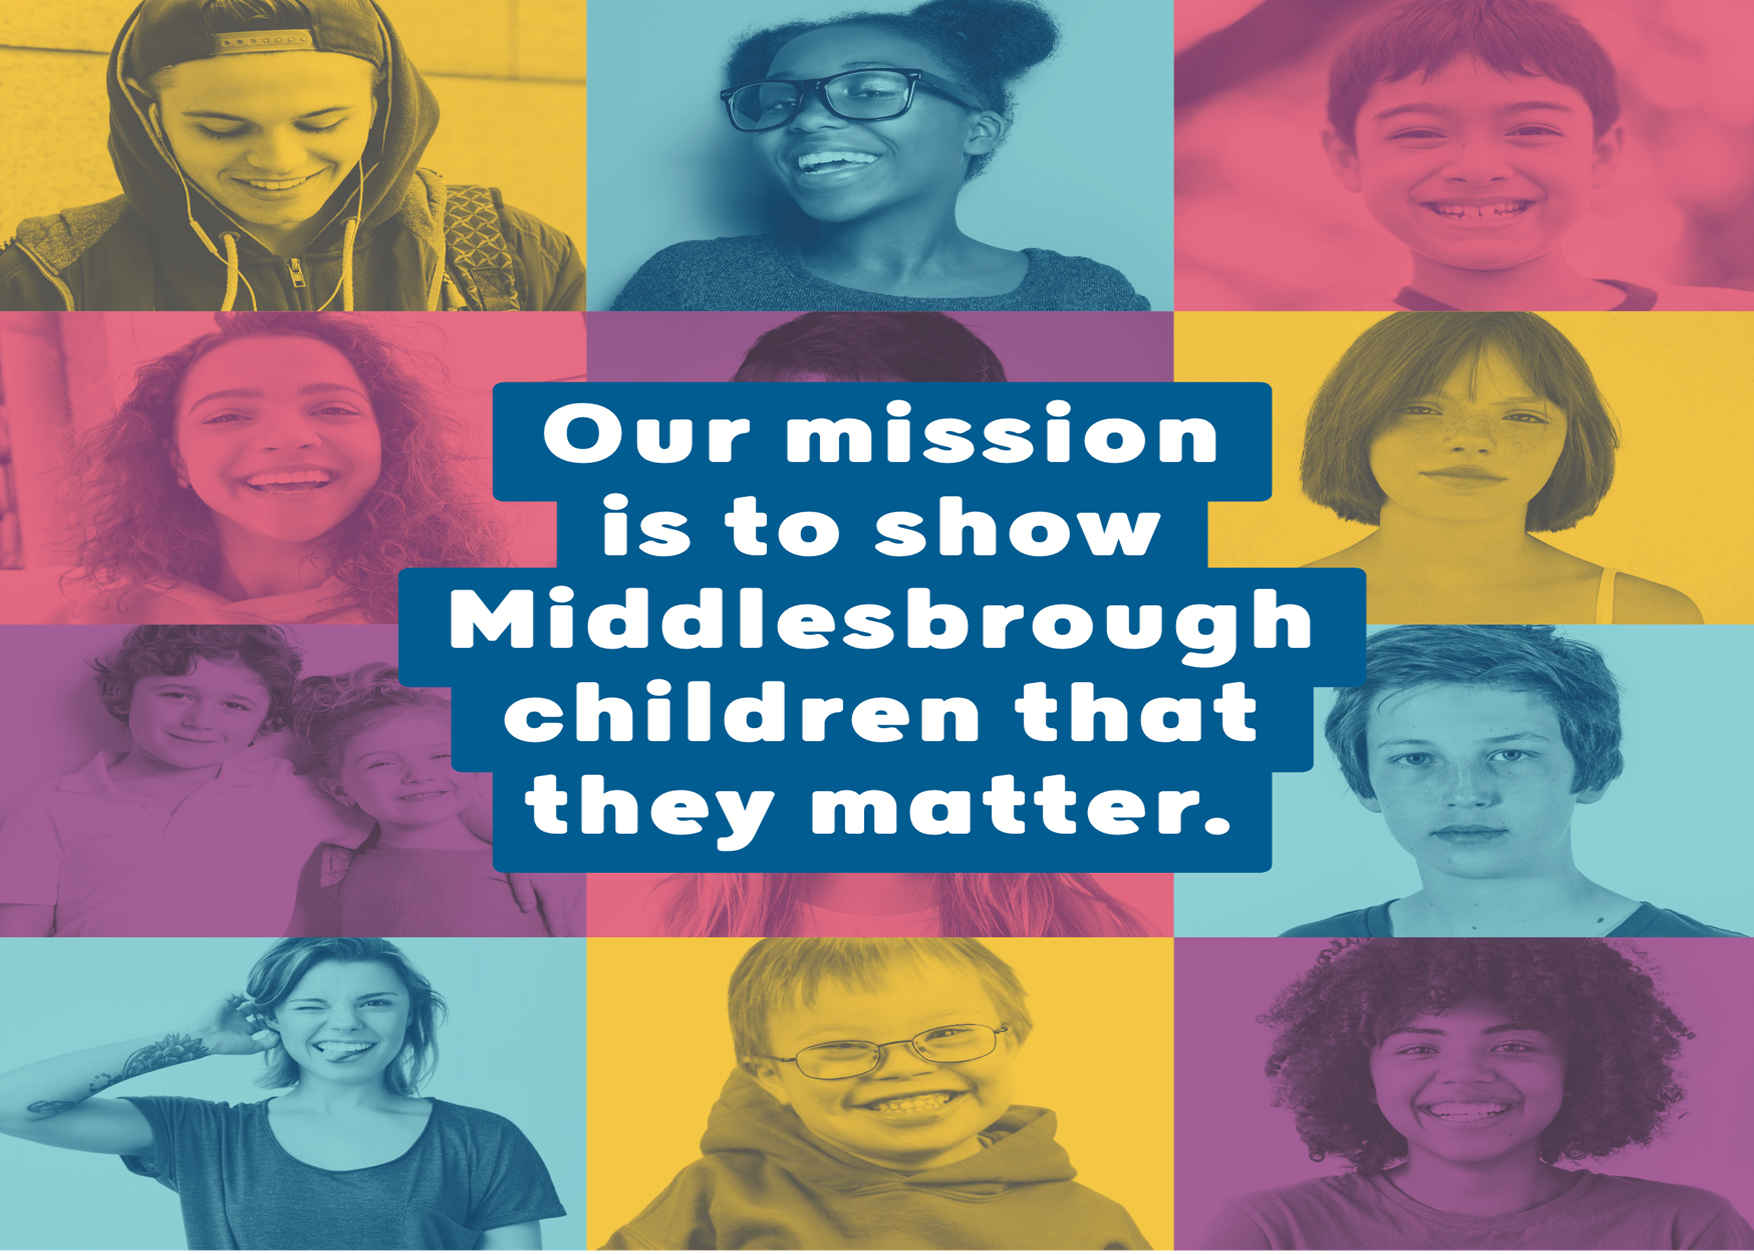 Our mission
is to show
Middlesbrough
children that
they matter.